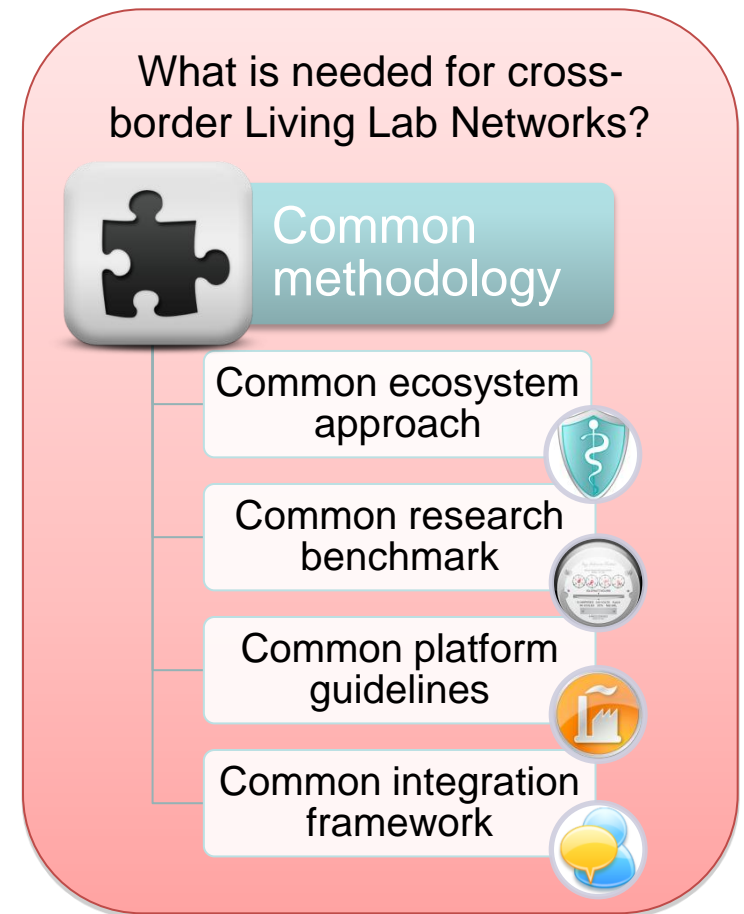 What is needed for cross-
border Living Lab Networks?
Common
methodology
Common ecosystem
approach
Common research
benchmark
Common platform
guidelines
Common integration
framework